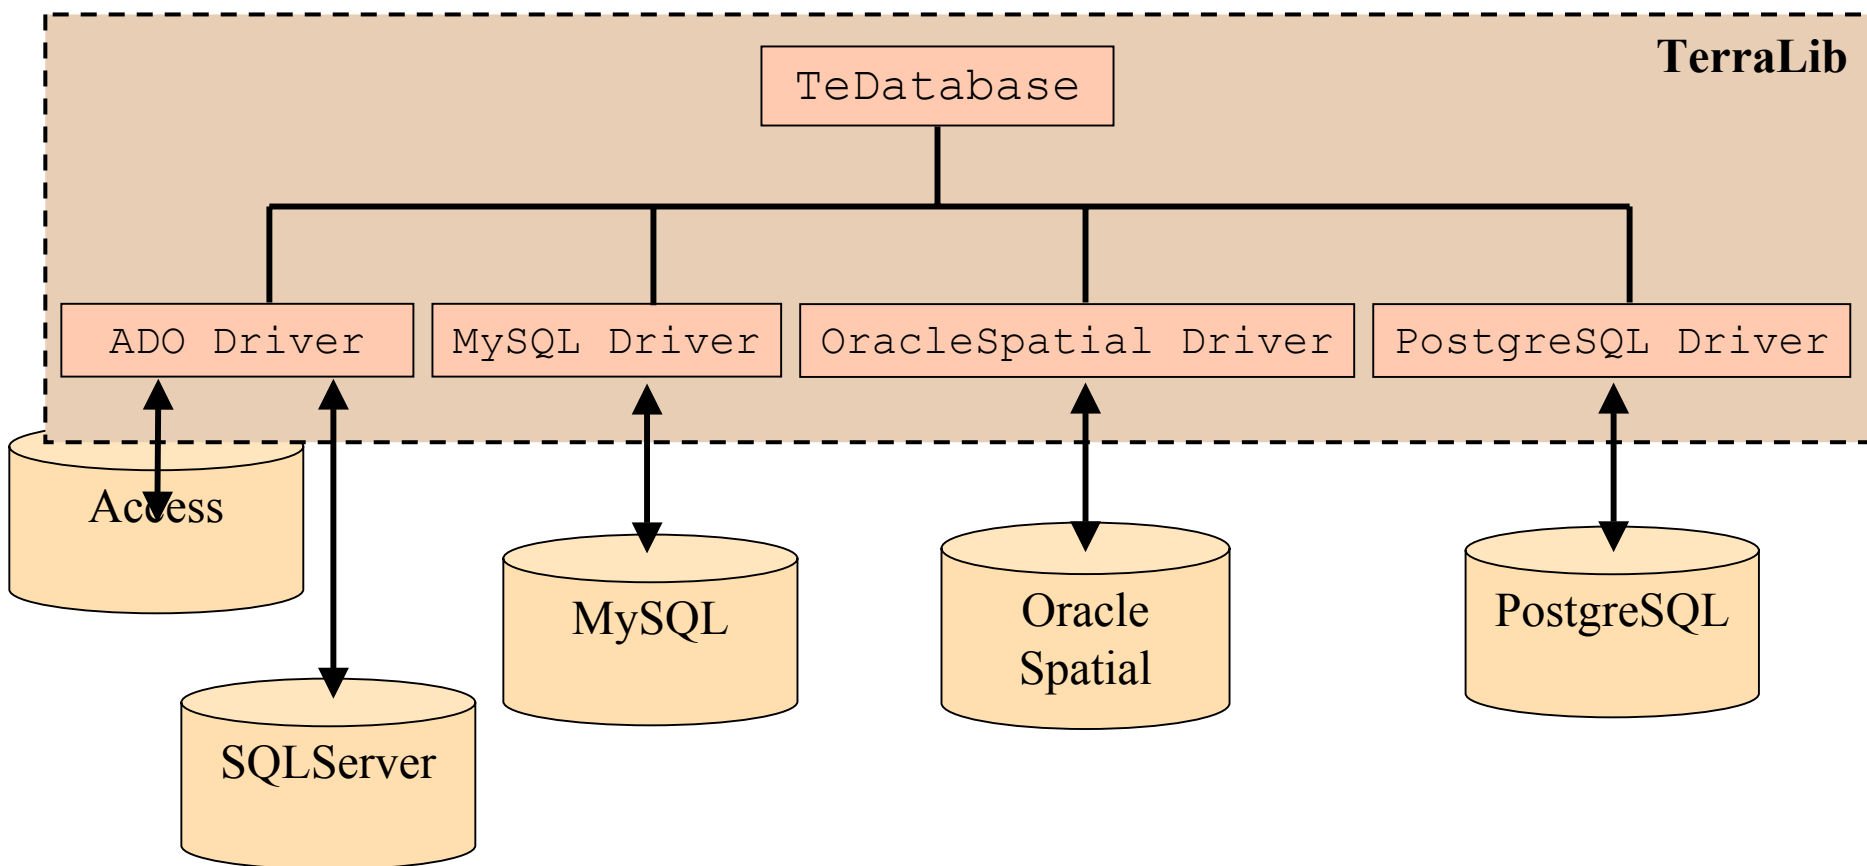 TerraLib
TeDatabase
ADO Driver
MySQL Driver
OracleSpatial Driver
PostgreSQL Driver
Access
MySQL
Oracle
Spatial
PostgreSQL
SQLServer